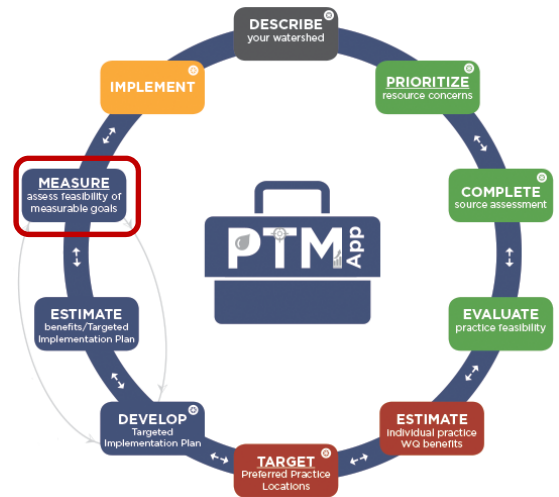 DESCRIBE
your watershed
PRIORITIZE
resource concerns
COMPLETE
source assessment
EVALUATE
practice feasibility
ESTIMATE
individual practice
WQ benefits
TARGET
Preferred Practice
Locations
DEVELOP
Targeted
Implementation Plan
ESTIMATE
benefits/Targeted
Implementation Plan
MEASURE
assess feasibility of
measurable goals
IMPLEMENT
PTM App